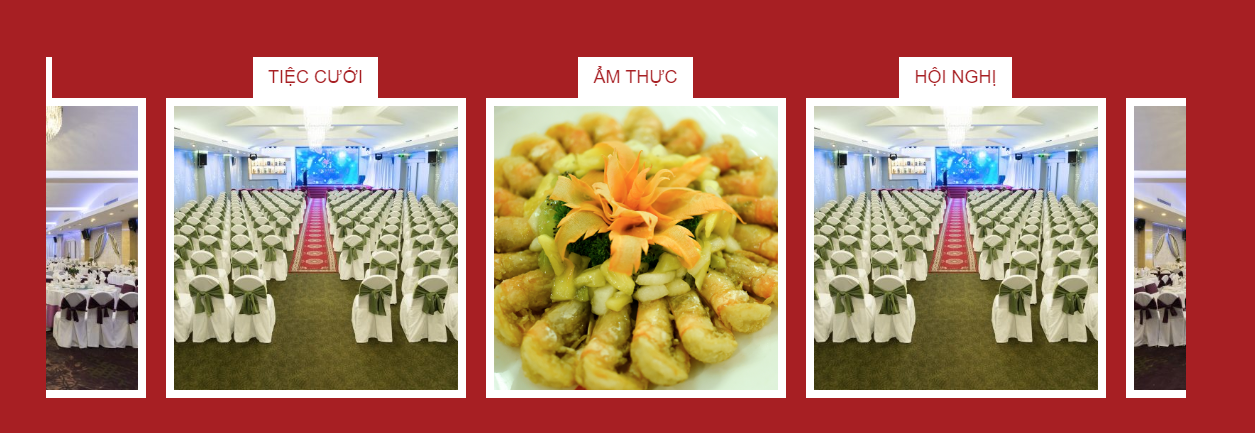 TIỆC CƯỚI
ẨM THỰC
HỘI NGHỊ